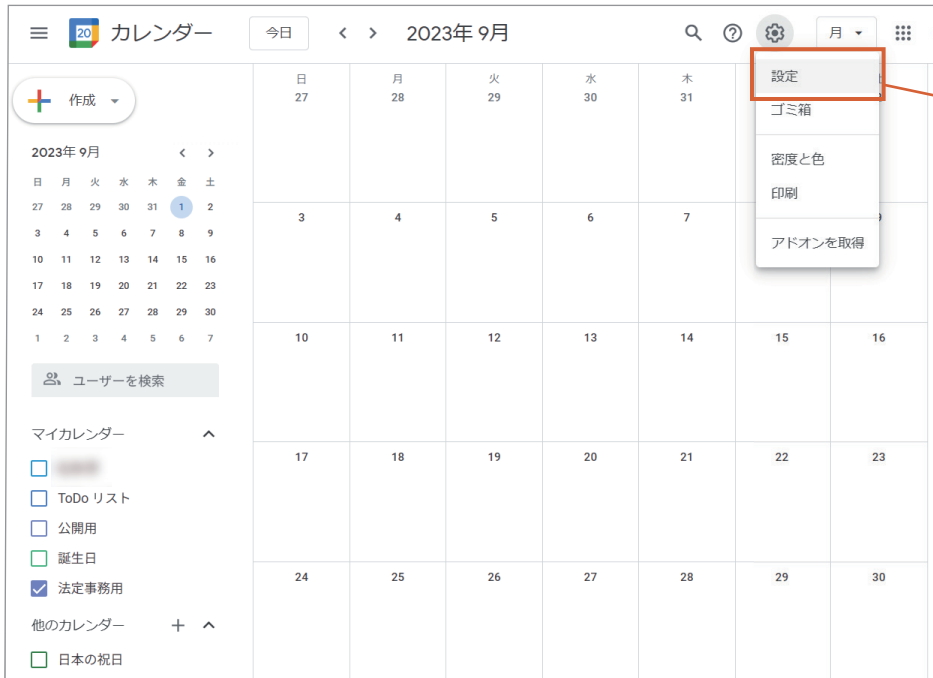 20 カレンダー 今日 2023年 9月 月
作成
2023年 9月
日 月 火 水 木 金 土
27 28 29 30 31 1 2
3 4 5 6 7 8 9
10 11 12 13 14 15 16
17 18 19 20 21 22 23
24 25 26 27 28 29 30
1 2 3 4 5 6 7
ユーザーを検索
マイカレンダー
ToDo リスト
公開用
誕生日
法定事務用
他のカレンダー
日本の祝日
日 月 火 水 木
27 28 29 30 31
3 4 5 6 7
10 11 12 13 14 15 16
17 18 19 20 21 22 23
24 25 26 27 28 29 30
設定
ゴミ箱
密度と色
印刷
アドオンを取得